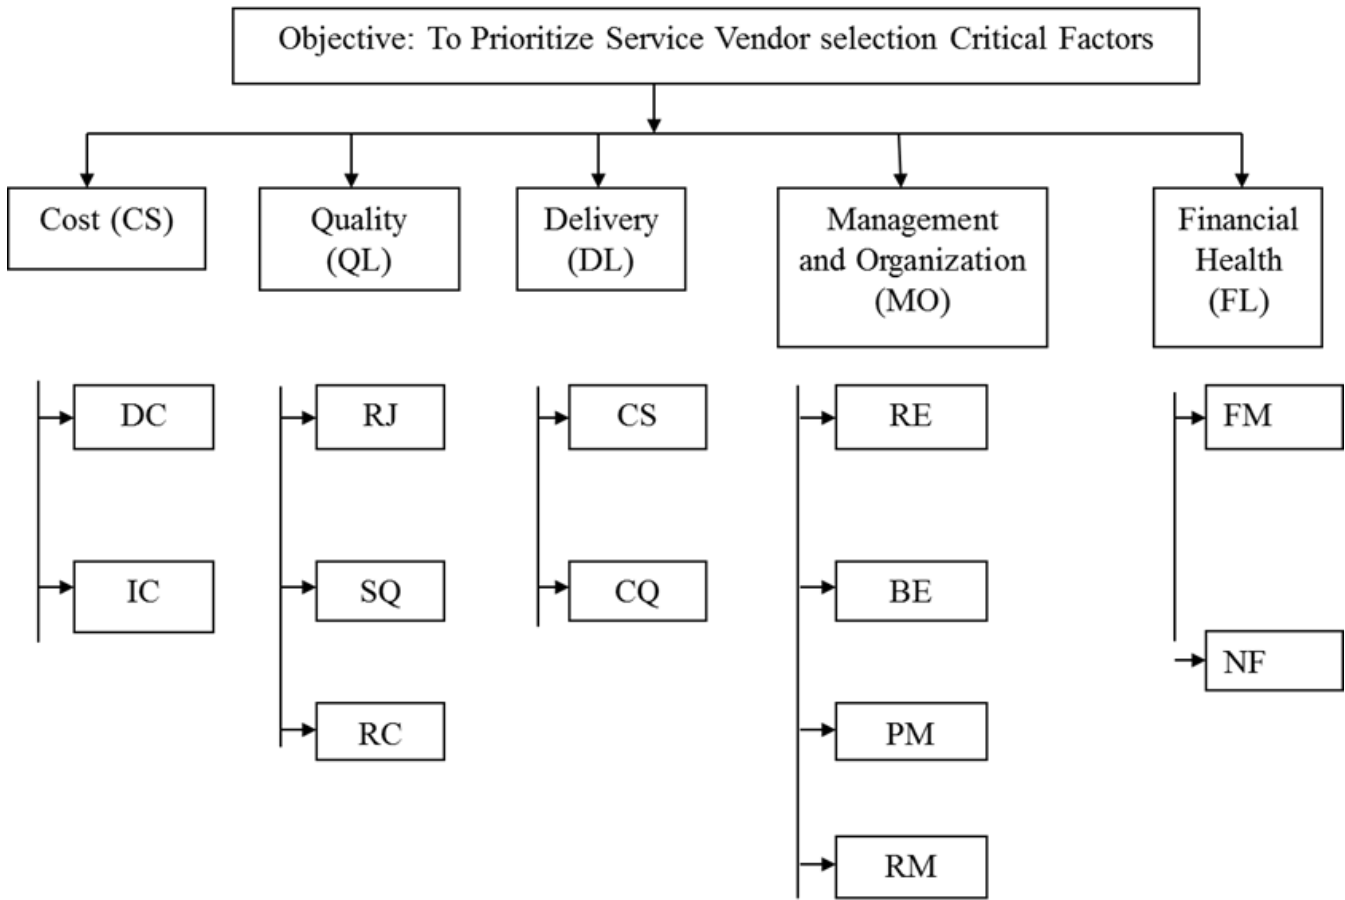 Objective: To Prioritize Service Vendor selection Critical Factors
Cost (CS)
Quality
(QL)
Delivery
(DL)
Management
and Organization
(MO)
Financial
Health
(FL)
DC
RJ
CS
RE
FM
IC
SQ
CQ
BE
NF
RC
PM
RM